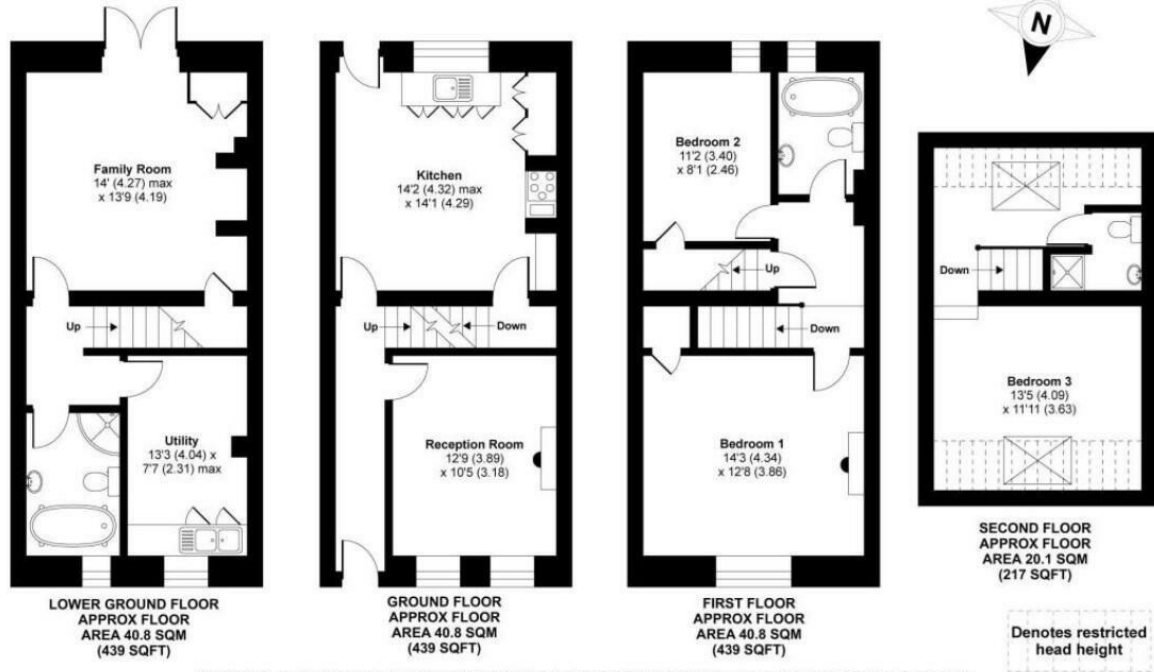 N
Family Room
14' (4.27) max
x 13'9 (4.19)
Up
Utility
13'3 (4.04) x
7'7 (2.31) max
LOWER GROUND FLOOR
APPROX FLOOR
AREA 40.8 SQM
(439 SQFT)
Kitchen
14'2 (4.32) max
x 14'1 (4.29)
Up
Down
Reception Room
12'9 (3.89)
x 10'5 (3.18)
GROUND FLOOR
APPROX FLOOR
AREA 40.8 SQM
(439 SQFT)
Bedroom 2
11'2 (3.40)
x 8'1 (2.46)
Up
Down
Bedroom 1
14'3 (4.34)
x 12'8 (3.86)
FIRST FLOOR
APPROX FLOOR
AREA 40.8 SQM
(439 SQFT)
Down
Bedroom 3
13'5 (4.09)
x 11'11 (3.63)
SECOND FLOOR
APPROX FLOOR
AREA 20.1 SQM
(217 SQFT)
Denotes restricted
head height